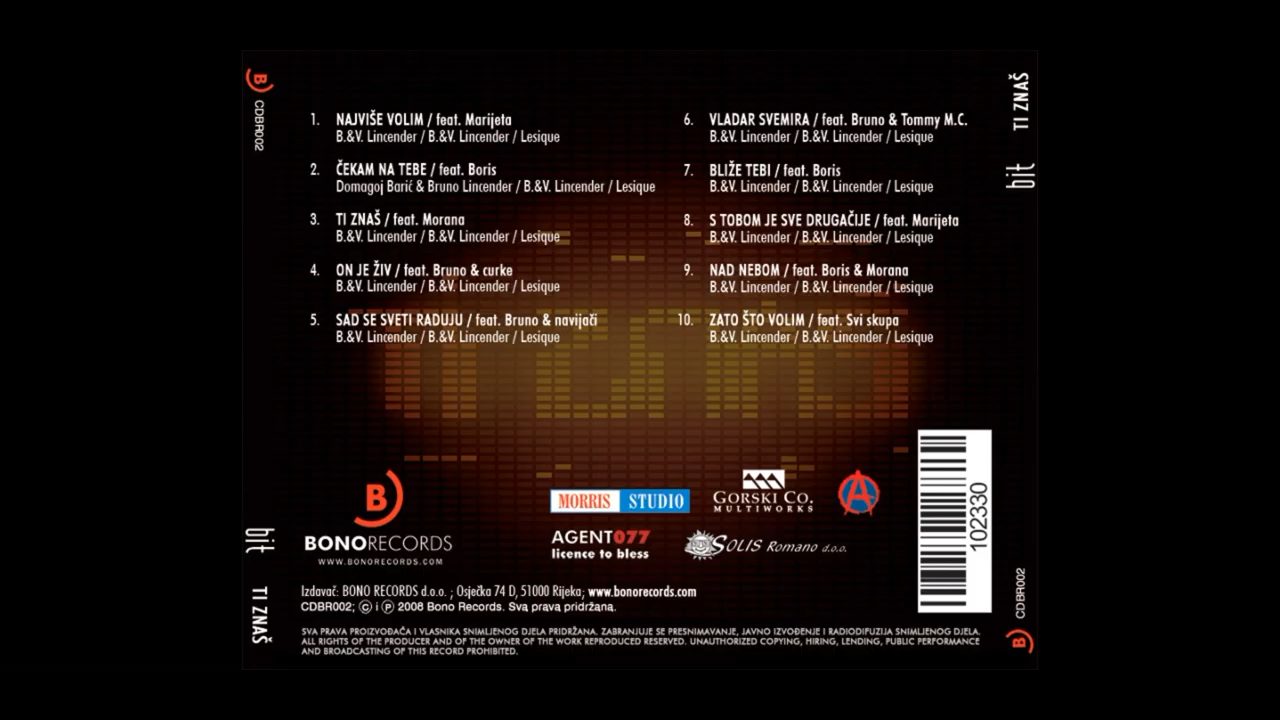 B
CDBR002
bit
TI ZNAŠ
1. NAJVIŠE VOLIM / feat. Marijeta
B.&V. Lincender / B.&V. Lincender / Lesique
2. ČEKAM NA TEBE / feat. Boris
Domagoj Barić & Bruno Lincender / B.&V. Lincender / Lesique
3. TI ZNAŠ / feat. Morana
B.&V. Lincender / B.&V. Lincender / Lesique
4. ON JE ŽIV / feat. Bruno & curke
B.&V. Lincender / B.&V. Lincender / Lesique
5. SAD SE SVETI RADUJU / feat. Bruno & navijači
B.&V. Lincender / B.&V. Lincender / Lesique
6. VLADAR SVEMIRA / feat. Bruno & Tommy M.C.
B.&V. Lincender / B.&V. Lincender / Lesique
7. BLIŽE TEBI / feat. Boris
B.&V. Lincender / B.&V. Lincender / Lesique
8. S TOBOM JE SVE DRUGAČIJE / feat. Marijeta
B.&V. Lincender / B.&V. Lincender / Lesique
9. NAD NEBOM / feat. Boris & Morana
B.&V. Lincender / B.&V. Lincender / Lesique
10. ZATO ŠTO VOLIM / feat. Svi skupa
B.&V. Lincender / B.&V. Lincender / Lesique
B
BONORECORDS
WWW.BONORECORDS.COM
MORRIS STUDIO
GORSKI CO.
MULTIWORKS
A
AGENT077
licence to bless
SOLIS Romano d.o.o.
102330
Izdavač: BONO RECORDS d.o.o. ; Osječka 74 D, 51000 Rijeka; www.bonorecords.com
CDBR002; © i ℗ 2008 Bono Records. Sva prava pridržana.
SVA PRAVA PROIZVOĐAČA I VLASNIKA SNIMLJENOG DJELA PRIDRŽANA. ZABRANJUJE SE PRESNIMAVANJE, JAVNO IZVOĐENJE I RADIODIFUZIJA SNIMLJENOG DJELA.
ALL RIGHTS OF THE PRODUCER AND OF THE OWNER OF THE WORK REPRODUCED RESERVED. UNAUTHORIZED COPYING, HIRING, LENDING, PUBLIC PERFORMANCE
AND BROADCASTING OF THIS RECORD PROHIBITED.
TI ZNAŠ
bit
CDBR002
B